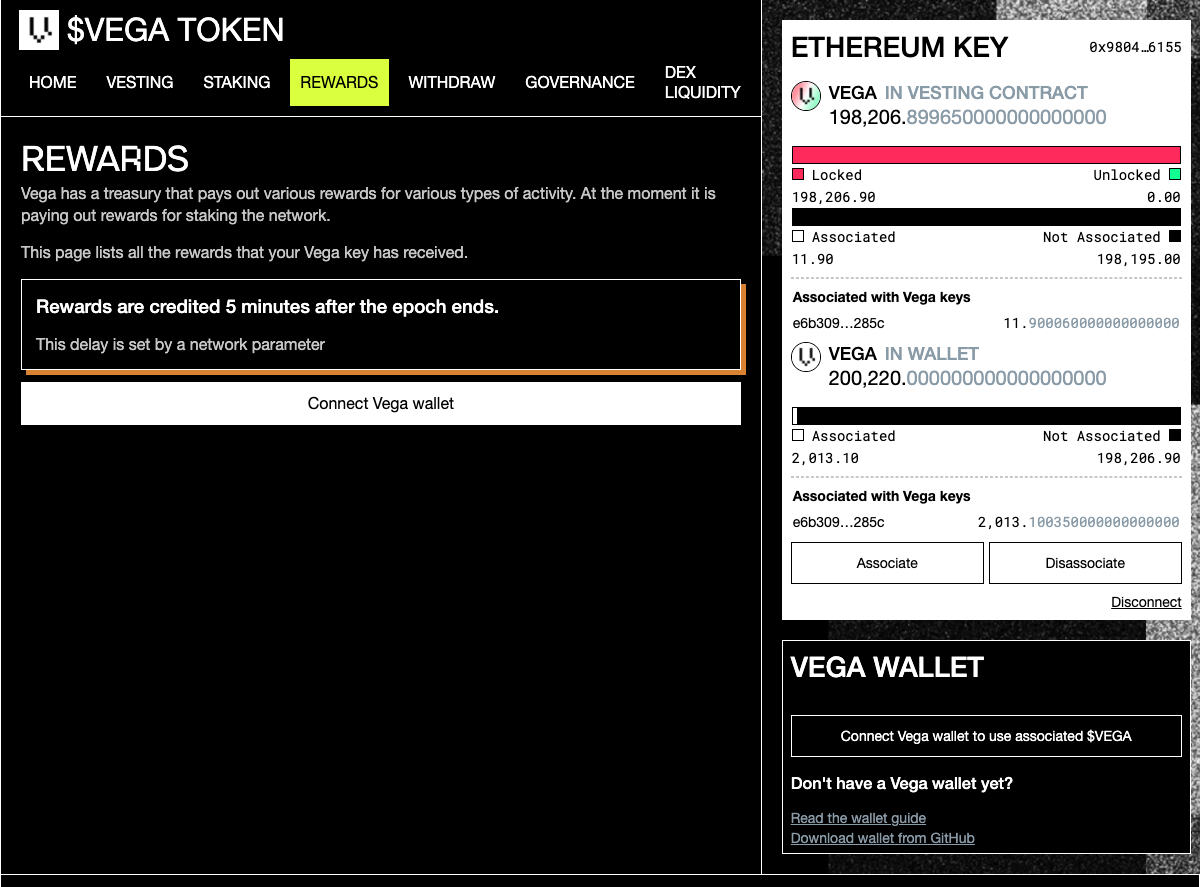 $VEGA TOKEN
HOME VESTING STAKING REWARDS WITHDRAW GOVERNANCE DEX
LIQUIDITY
REWARDS
Vega has a treasury that pays out various rewards for various types of activity. At the moment it is
paying out rewards for staking the network.
This page lists all the rewards that your Vega key has received.
Rewards are credited 5 minutes after the epoch ends.
This delay is set by a network parameter
Connect Vega wallet
ETHEREUM KEY 0x9804…6155
VEGA IN VESTING CONTRACT
198,206.899650000000000000
Locked Unlocked
198,206.90 0.00
Associated Not Associated
11.90 198,195.00
Associated with Vega keys
e6b309…285c 11.900060000000000000
VEGA IN WALLET
200,220.000000000000000000
Associated Not Associated
2,013.10 198,206.90
Associated with Vega keys
e6b309…285c 2,013.100350000000000000
Associate Disassociate
Disconnect
VEGA WALLET
Connect Vega wallet to use associated $VEGA
Don't have a Vega wallet yet?
Read the wallet guide
Download wallet from GitHub